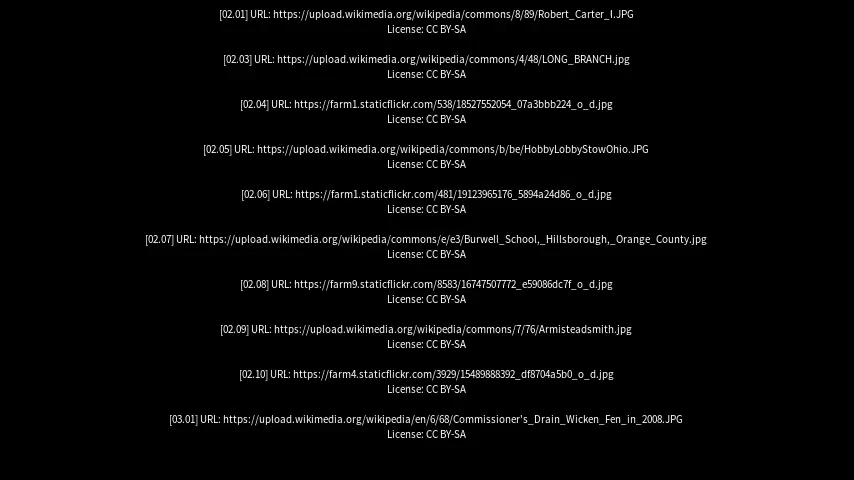 [02.01] URL: https://upload.wikimedia.org/wikipedia/commons/8/89/Robert_Carter_I.JPG
License: CC BY-SA
[02.03] URL: https://upload.wikimedia.org/wikipedia/commons/4/48/LONG_BRANCH.jpg
License: CC BY-SA
[02.04] URL: https://farm1.staticflickr.com/538/18527552054_07a3bbb224_o_d.jpg
License: CC BY-SA
[02.05] URL: https://upload.wikimedia.org/wikipedia/commons/b/be/HobbyLobbyStowOhio.JPG
License: CC BY-SA
[02.06] URL: https://farm1.staticflickr.com/481/19123965176_5894a24d86_o_d.jpg
License: CC BY-SA
[02.07] URL: https://upload.wikimedia.org/wikipedia/commons/e/e3/Burwell_School,_Hillsborough,_Orange_County.jpg
License: CC BY-SA
[02.08] URL: https://farm9.staticflickr.com/8583/16747507772_e59086dc7f_o_d.jpg
License: CC BY-SA
[02.09] URL: https://upload.wikimedia.org/wikipedia/commons/7/76/Armisteadsmith.jpg
License: CC BY-SA
[02.10] URL: https://farm4.staticflickr.com/3929/15489888392_df8704a5b0_o_d.jpg
License: CC BY-SA
[03.01] URL: https://upload.wikimedia.org/wikipedia/en/6/68/Commissioner's_Drain_Wicken_Fen_in_2008.JPG
License: CC BY-SA